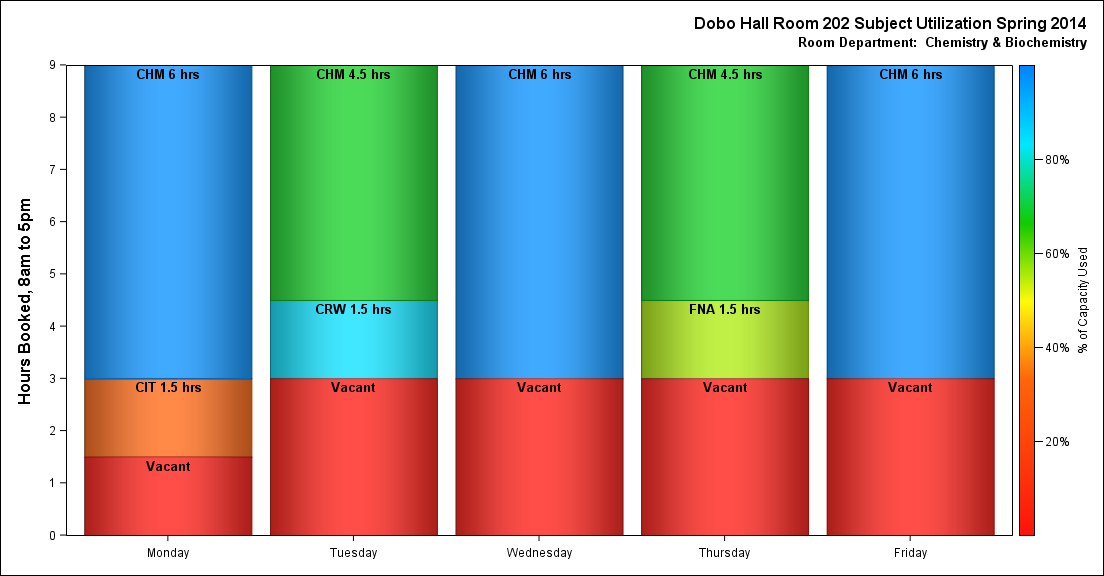 Dobo Hall Room 202 Subject Utilization Spring 2014
Room Department:  Chemistry & Biochemistry
Hours Booked, 8am to 5pm
9
8
7
6
5
4
3
2
1
0
CHM 6 hrs
CIT 1.5 hrs
Vacant
CHM 4.5 hrs
CRW 1.5 hrs
Vacant
CHM 6 hrs
Vacant
CHM 4.5 hrs
FNA 1.5 hrs
Vacant
CHM 6 hrs
Vacant
Monday
Tuesday
Wednesday
Thursday
Friday
80%
60%
40%
20%
% of Capacity Used